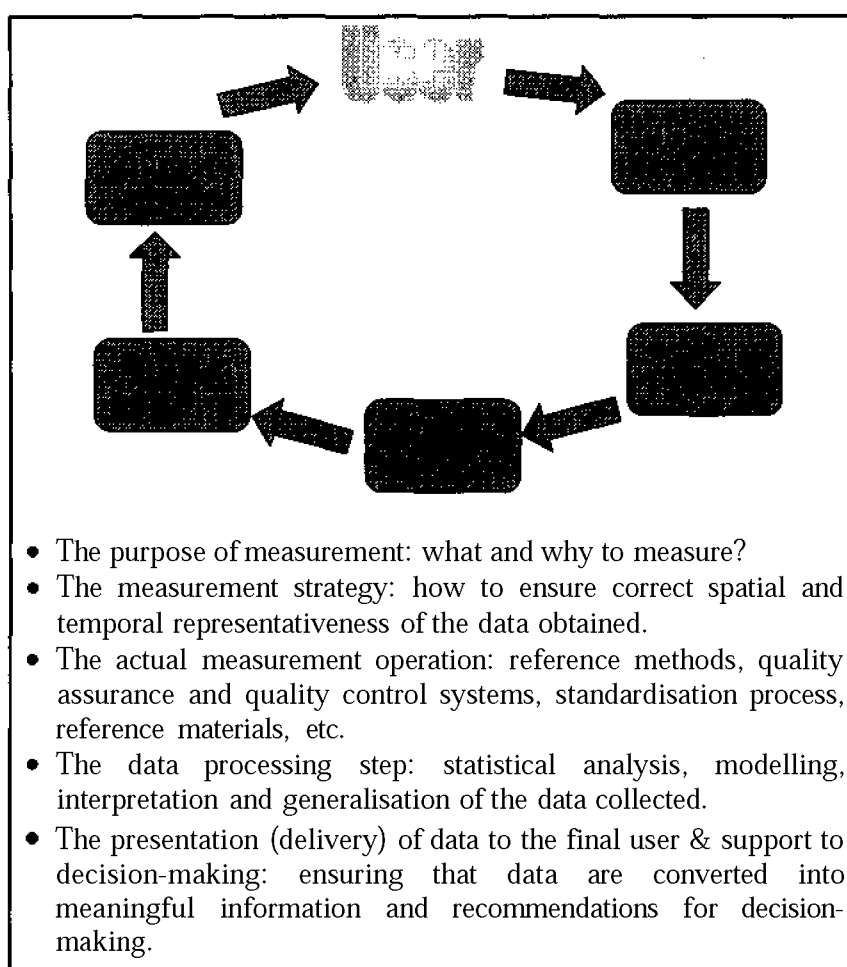 User
• The purpose of measurement: what and why to measure?
• The measurement strategy: how to ensure correct spatial and
temporal representativeness of the data obtained.
• The actual measurement operation: reference methods, quality
assurance and quality control systems, standardisation process,
reference materials, etc.
• The data processing step: statistical analysis, modelling,
interpretation and generalisation of the data collected.
• The presentation (delivery) of data to the final user & support to
decision-making: ensuring that data are converted into
meaningful information and recommendations for decision-
making.